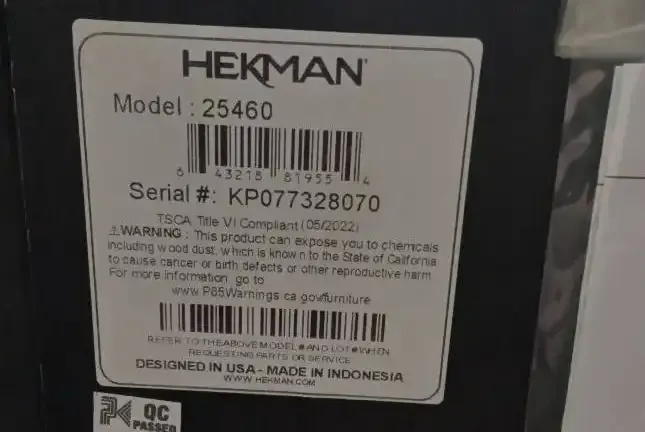 HEKMAN
Model : 25460
6 43218 81955 4
Serial #: KP077328070
TSCA Title VI Compliant (05/2022)
⚠WARNING : This product can expose you to chemicals
including wood dust, which is known to the State of California
to cause cancer or birth defects or other reproductive harm
For more information go to
www.P65Warnings.ca.gov/furniture
REFER TO THE ABOVE MODEL # AND LOT # WHEN
REQUESTING PARTS OR SERVICE
DESIGNED IN USA - MADE IN INDONESIA
WWW.HEKMAN.COM
QC
PASSED